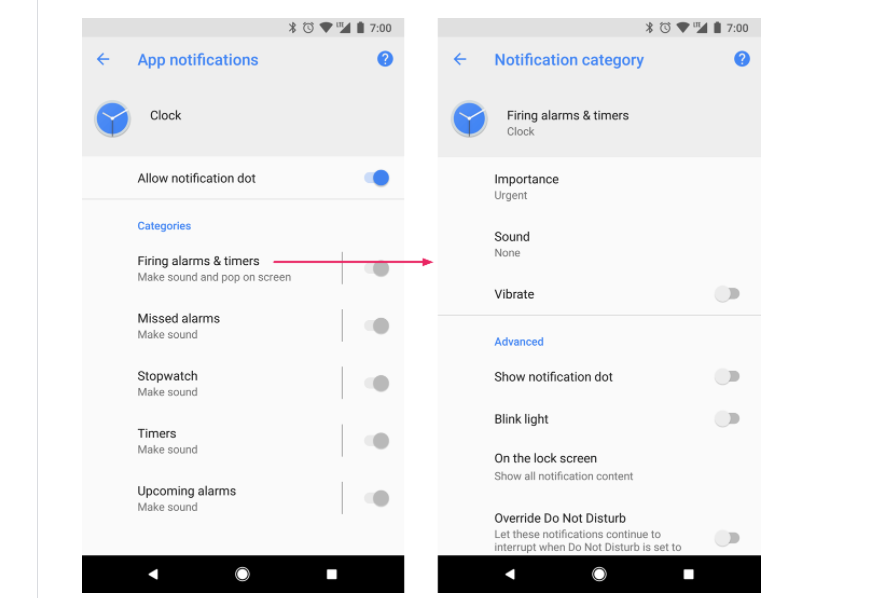 7:00
App notifications
?
Clock
Allow notification dot
Categories
Firing alarms & timers
Make sound and pop on screen
Missed alarms
Make sound
Stopwatch
Make sound
Timers
Make sound
Upcoming alarms
Make sound
LTE 7:00
Notification category
?
Firing alarms & timers
Clock
Importance
Urgent
Sound
None
Vibrate
Advanced
Show notification dot
Blink light
On the lock screen
Show all notification content
Override Do Not Disturb
Let these notifications continue to
interrupt when Do Not Disturb is set to